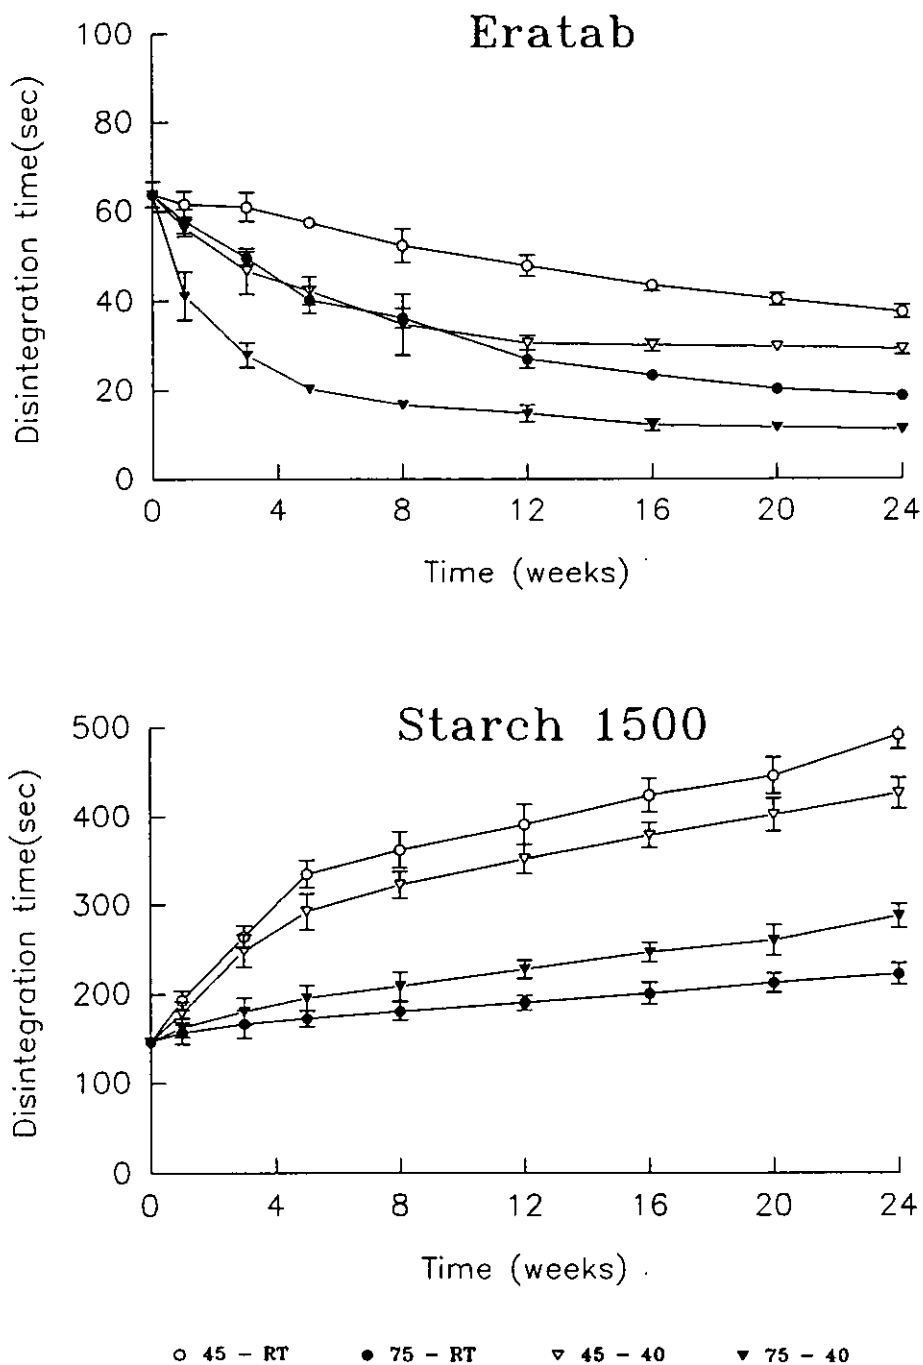 Eratab
100
80
60
40
20
0
Disintegration time(sec)
0 4 8 12 16 20 24
Time (weeks)
Starch 1500
500
400
300
200
100
0
Disintegration time(sec)
0 4 8 12 16 20 24
Time (weeks)
45 - RT 75 - RT 45 - 40 75 - 40